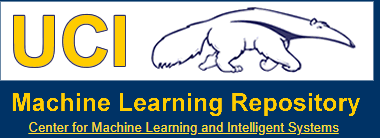 UCI
Machine Learning Repository
Center for Machine Learning and Intelligent Systems